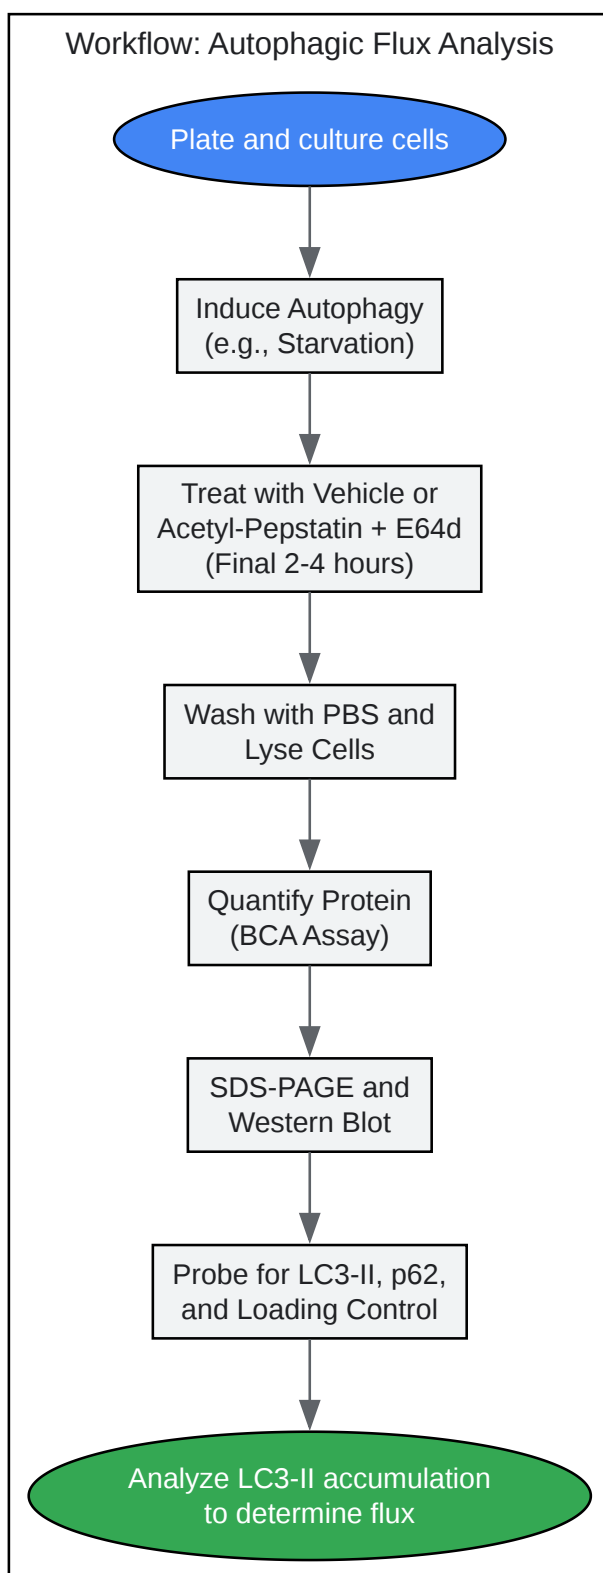 Workflow: Autophagic Flux Analysis
Plate and culture cells
Induce Autophagy
(e.g., Starvation)
Treat with Vehicle or
Acetyl-Pepstatin + E64d
(Final 2-4 hours)
Wash with PBS and
Lyse Cells
Quantify Protein
(BCA Assay)
SDS-PAGE and
Western Blot
Probe for LC3-II, p62,
and Loading Control
Analyze LC3-II accumulation
to determine flux